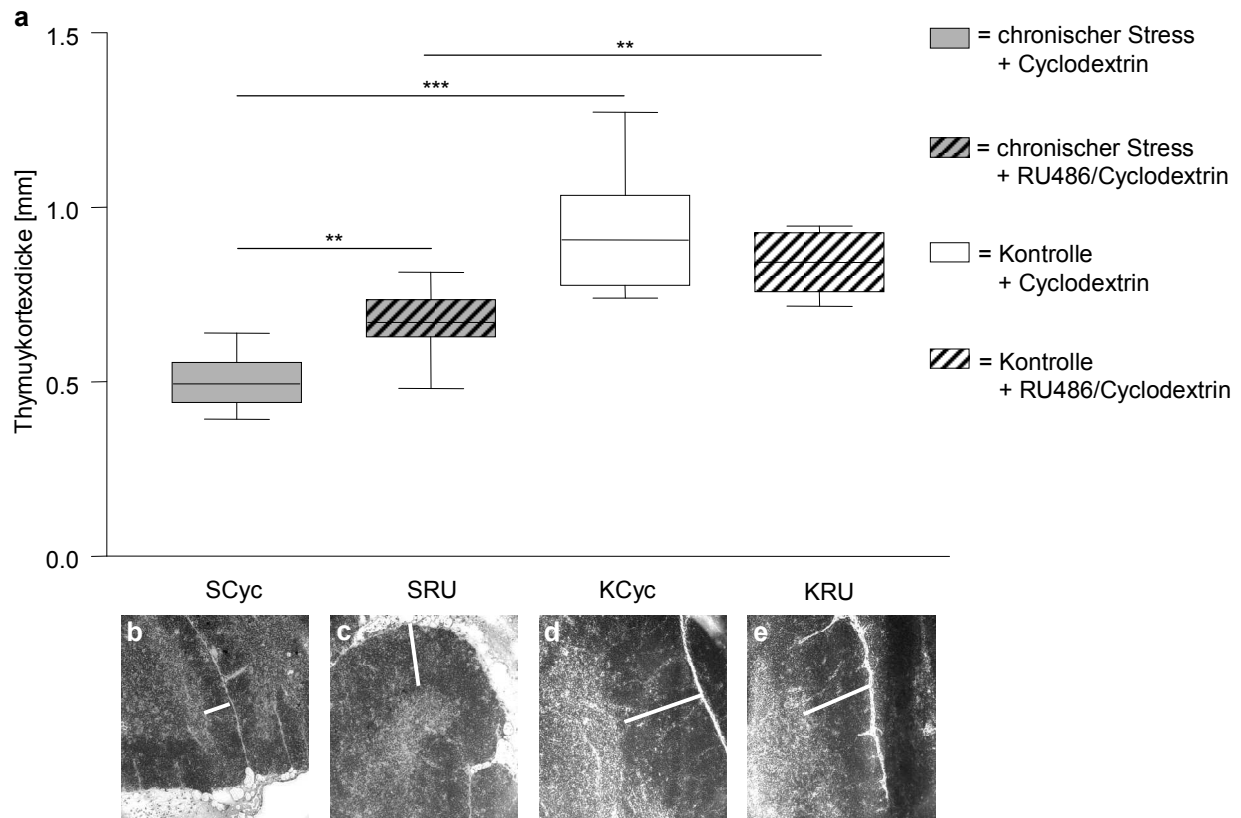 a
1.5
1.0
0.5
0.0
Thymuykortexdicke [mm]
**
***
**
SCyc
SRU
KCyc
KRU
= chronischer Stress
+ Cyclodextrin
= chronischer Stress
+ RU486/Cyclodextrin
= Kontrolle
+ Cyclodextrin
= Kontrolle
+ RU486/Cyclodextrin
b
c
d
e